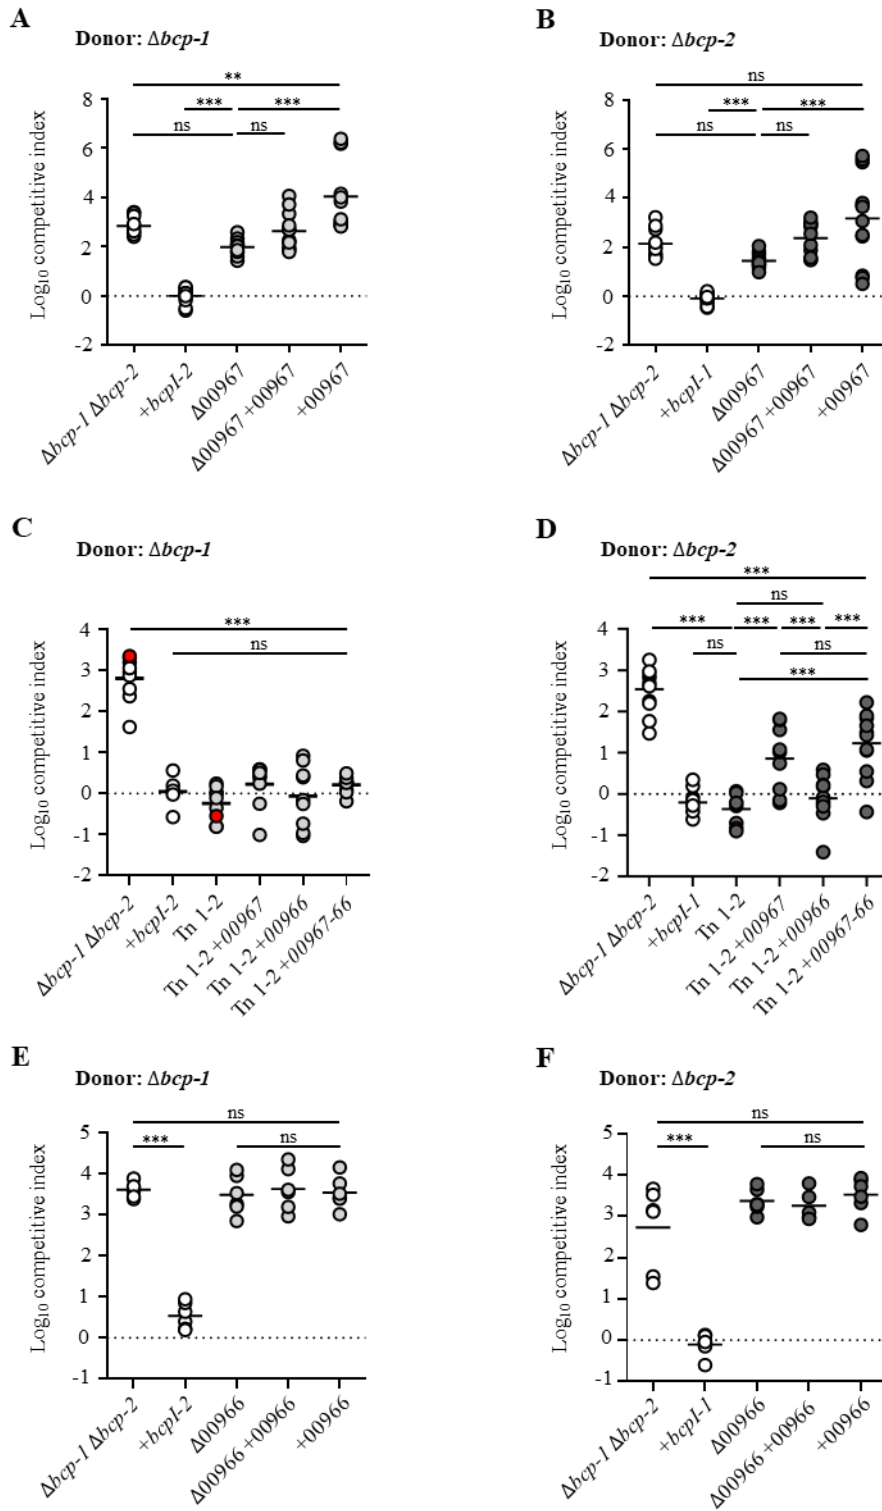 A
Donor: Δbcp-1
**
*** ***
ns ns
8
6
4
2
0
-2
Log10 competitive index
Δbcp-1 Δbcp-2
+bcpI-2
Δ00967
Δ00967 +00967
+00967
B
Donor: Δbcp-2
ns
*** ***
ns ns
8
6
4
2
0
-2
Log10 competitive index
Δbcp-1 Δbcp-2
+bcpI-1
Δ00967
Δ00967 +00967
+00967
C
Donor: Δbcp-1
***
ns
4
3
2
1
0
-1
-2
Log10 competitive index
Δbcp-1 Δbcp-2
+bcpI-2
Tn 1-2
Tn 1-2 +00967
Tn 1-2 +00966
Tn 1-2 +00967-66
D
Donor: Δbcp-2
***
ns
*** *** *** ***
ns ns
***
4
3
2
1
0
-1
-2
Log10 competitive index
Δbcp-1 Δbcp-2
+bcpI-1
Tn 1-2
Tn 1-2 +00967
Tn 1-2 +00966
Tn 1-2 +00967-66
E
Donor: Δbcp-1
ns
*** ns
5
4
3
2
1
0
-1
Log10 competitive index
Δbcp-1 Δbcp-2
+bcpI-2
Δ00966
Δ00966 +00966
+00966
F
Donor: Δbcp-2
ns
*** ns
5
4
3
2
1
0
-1
Log10 competitive index
Δbcp-1 Δbcp-2
+bcpI-1
Δ00966
Δ00966 +00966
+00966